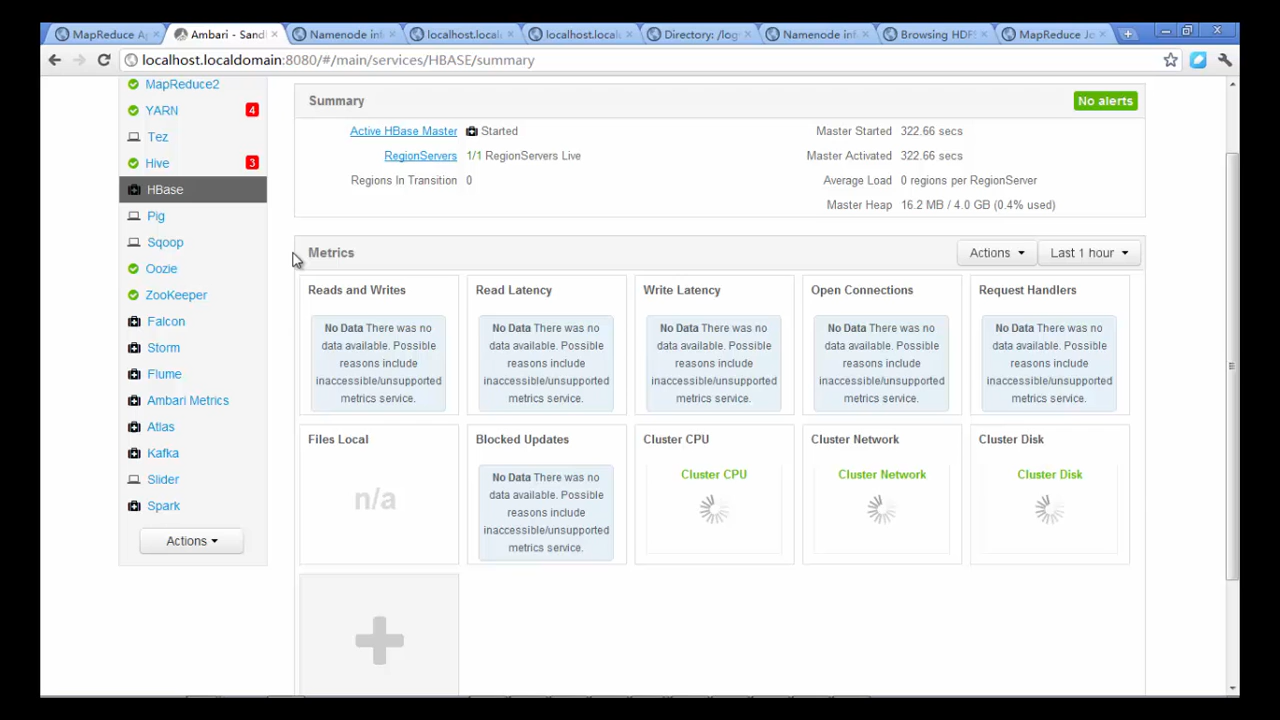 MapReduce Ap
Ambari - Sand
Namenode info
localhost.locald
localhost.locald
Directory: /log
Namenode info
Browsing HDFS
MapReduce Jo
localhost.localdomain:8080/#/main/services/HBASE/summary
MapReduce2
YARN 4
Tez
Hive 3
HBase
Pig
Sqoop
Oozie
ZooKeeper
Falcon
Storm
Flume
Ambari Metrics
Atlas
Kafka
Slider
Spark
Actions
Summary
No alerts
Active HBase Master Started
RegionServers 1/1 RegionServers Live
Regions In Transition 0
Master Started 322.66 secs
Master Activated 322.66 secs
Average Load 0 regions per RegionServer
Master Heap 16.2 MB / 4.0 GB (0.4% used)
Metrics
Actions
Last 1 hour
Reads and Writes
No Data There was no
data available. Possible
reasons include
inaccessible/unsupported
metrics service.
Read Latency
No Data There was no
data available. Possible
reasons include
inaccessible/unsupported
metrics service.
Write Latency
No Data There was no
data available. Possible
reasons include
inaccessible/unsupported
metrics service.
Open Connections
No Data There was no
data available. Possible
reasons include
inaccessible/unsupported
metrics service.
Request Handlers
No Data There was no
data available. Possible
reasons include
inaccessible/unsupported
metrics service.
Files Local
n/a
Blocked Updates
No Data There was no
data available. Possible
reasons include
inaccessible/unsupported
metrics service.
Cluster CPU
Cluster CPU
Cluster Network
Cluster Network
Cluster Disk
Cluster Disk